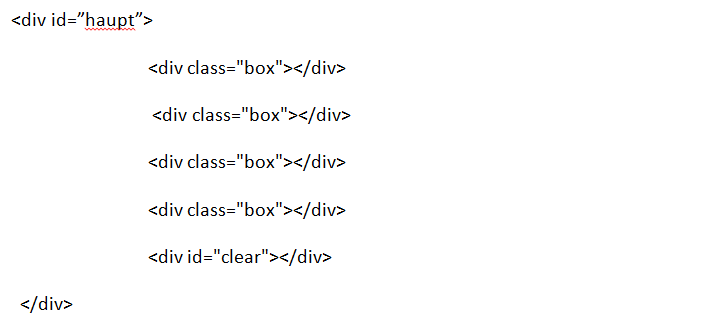 <div id=”haupt”>
<div class="box"></div>
<div class="box"></div>
<div class="box"></div>
<div class="box"></div>
<div id="clear"></div>
</div>